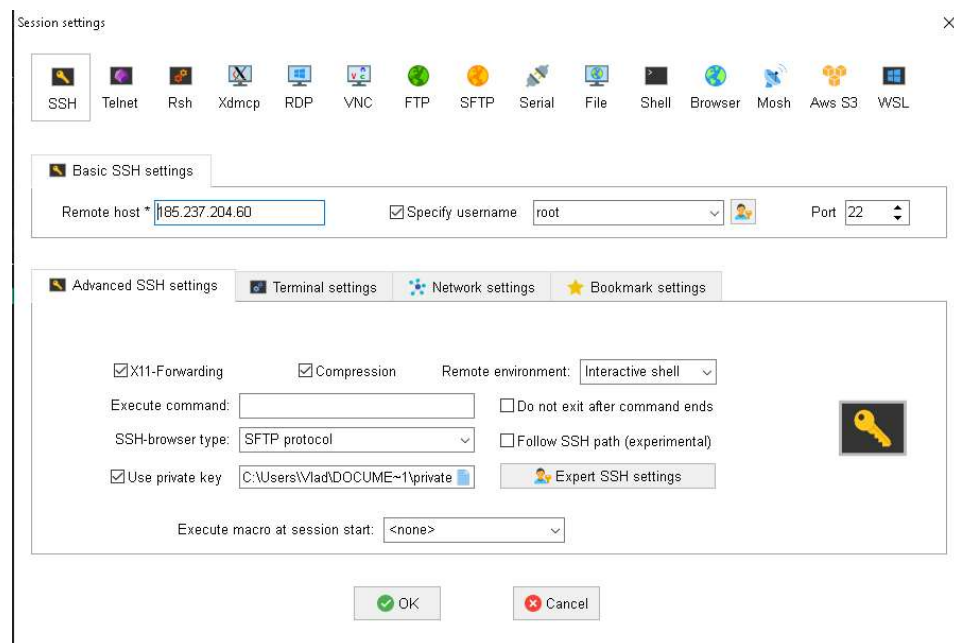 Session settings
SSH Telnet Rsh Xdmcp RDP VNC FTP SFTP Serial File Shell Browser Mosh Aws S3 WSL
Basic SSH settings
Remote host * 185.237.204.60 Specify username root Port 22
Advanced SSH settings Terminal settings Network settings Bookmark settings
X11-Forwarding Compression Remote environment: Interactive shell
Execute command: Do not exit after command ends
SSH-browser type: SFTP protocol Follow SSH path (experimental)
Use private key C:\Users\Vlad\DOCUME~1\private Expert SSH settings
Execute macro at session start: <none>
OK Cancel